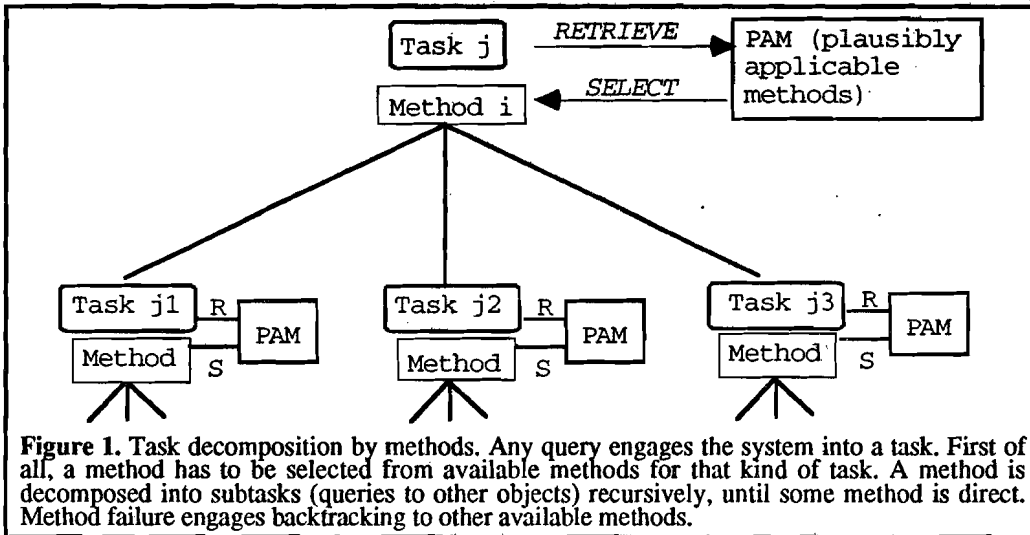 Task j
RETRIEVE
PAM (plausibly
applicable
methods)
SELECT
Method i
Task j1
R
PAM
Method
S
Task j2
R
PAM
Method
S
Task j3
R
PAM
Method
S
Figure 1. Task decomposition by methods. Any query engages the system into a task. First of
all, a method has to be selected from available methods for that kind of task. A method is
decomposed into subtasks (queries to other objects) recursively, until some method is direct.
Method failure engages backtracking to other available methods.